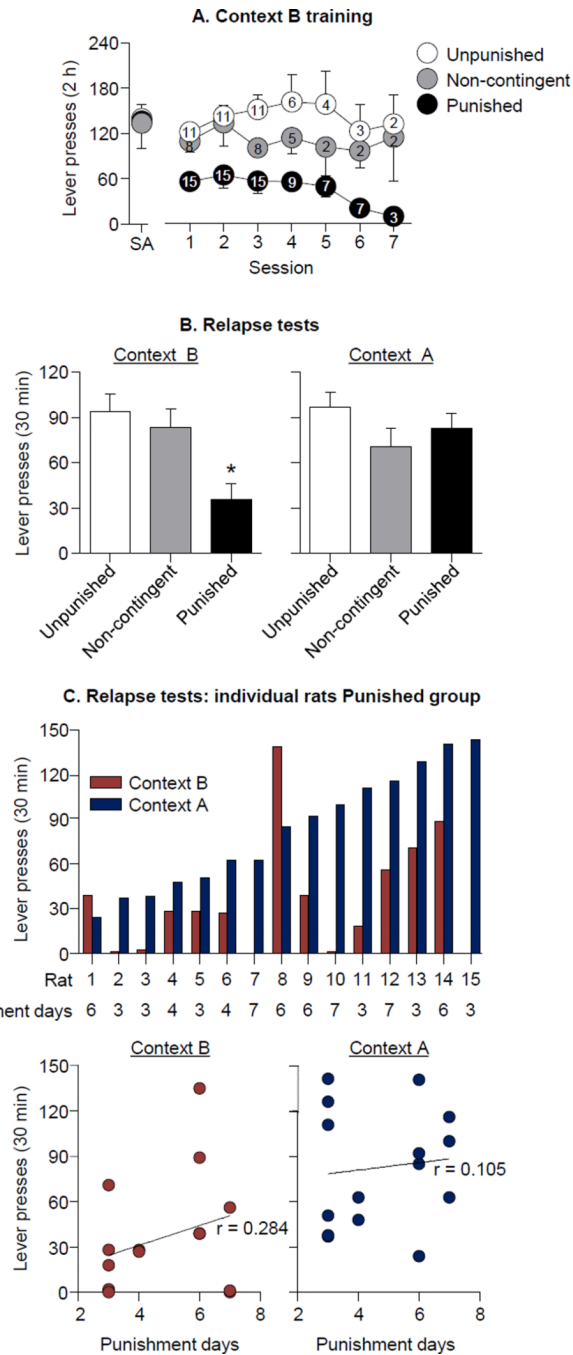 A. Context B training
Lever presses (2 h)
240
180
120
60
0
Unpunished
Non-contingent
Punished
11 11 11 6 4 3 2
8 8 5 2 2 2
15 15 15 9 7 7 3
SA 1 2 3 4 5 6 7
Session
B. Relapse tests
Context B Context A
Lever presses (30 min)
120
90
60
30
0
*
Unpunished Non-contingent Punished Unpunished Non-contingent Punished
C. Relapse tests: individual rats Punished group
Lever presses (30 min)
150
120
90
60
30
0
Context B
Context A
Rat 1 2 3 4 5 6 7 8 9 10 11 12 13 14 15
ment days 6 3 3 4 3 4 7 6 6 7 3 7 3 6 3
Context B Context A
Lever presses (30 min)
150
120
90
60
30
0
r = 0.284
r = 0.105
2 4 6 8 2 4 6 8
Punishment days Punishment days